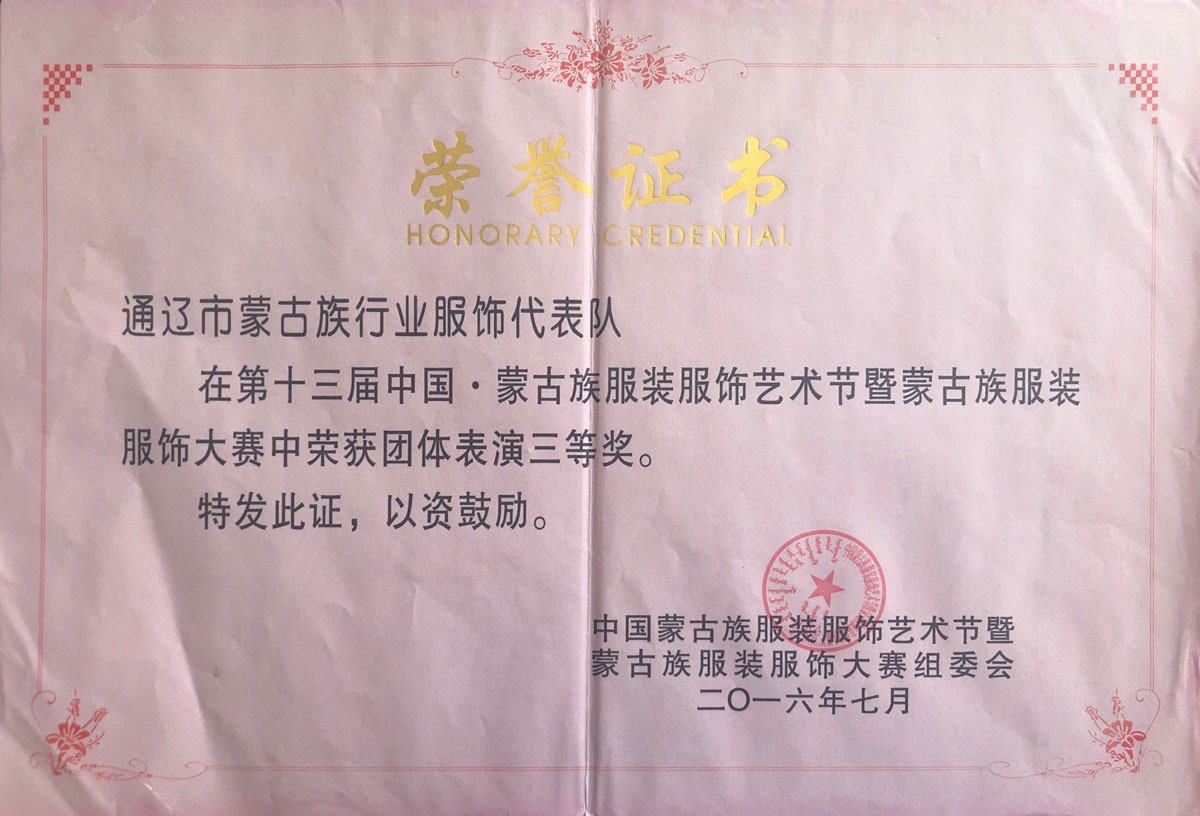 荣誉证书
HONORARY CREDENTIAL
通辽市蒙古族行业服饰代表队
在第十三届中国·蒙古族服装服饰艺术节暨蒙古族服装
服饰大赛中荣获团体表演三等奖。
特发此证，以资鼓励。
中国蒙古族服装服饰艺术节暨
蒙古族服装服饰大赛组委会
二〇一六年七月